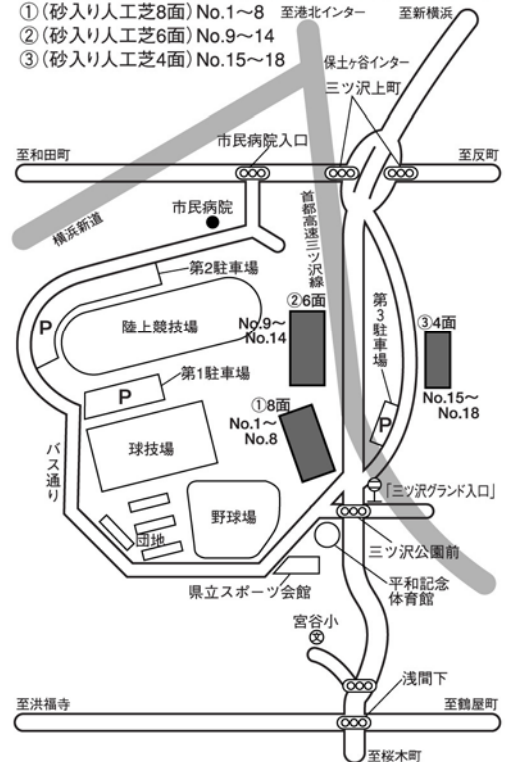 ①(砂入り人工芝8面)No.1〜8
②(砂入り人工芝6面)No.9〜14
③(砂入り人工芝4面)No.15〜18
至港北インター
至新横浜
保土ヶ谷インター
三ツ沢上町
市民病院入口
至和田町
至反町
市民病院
横浜新道
首都高速三ツ沢線
第2駐車場
P
陸上競技場
②6面
No.9〜
No.14
第3駐車場
P
③4面
No.15〜
No.18
第1駐車場
P
①8面
No.1〜
No.8
球技場
バス通り
野球場
団地
「三ツ沢グランド入口」
三ツ沢公園前
県立スポーツ会館
平和記念
体育館
宮谷小
文
浅間下
至洪福寺
至鶴屋町
至桜木町